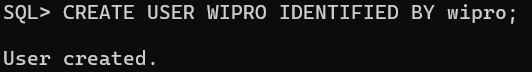 SQL> CREATE USER WIPRO IDENTIFIED BY wipro;
User created.